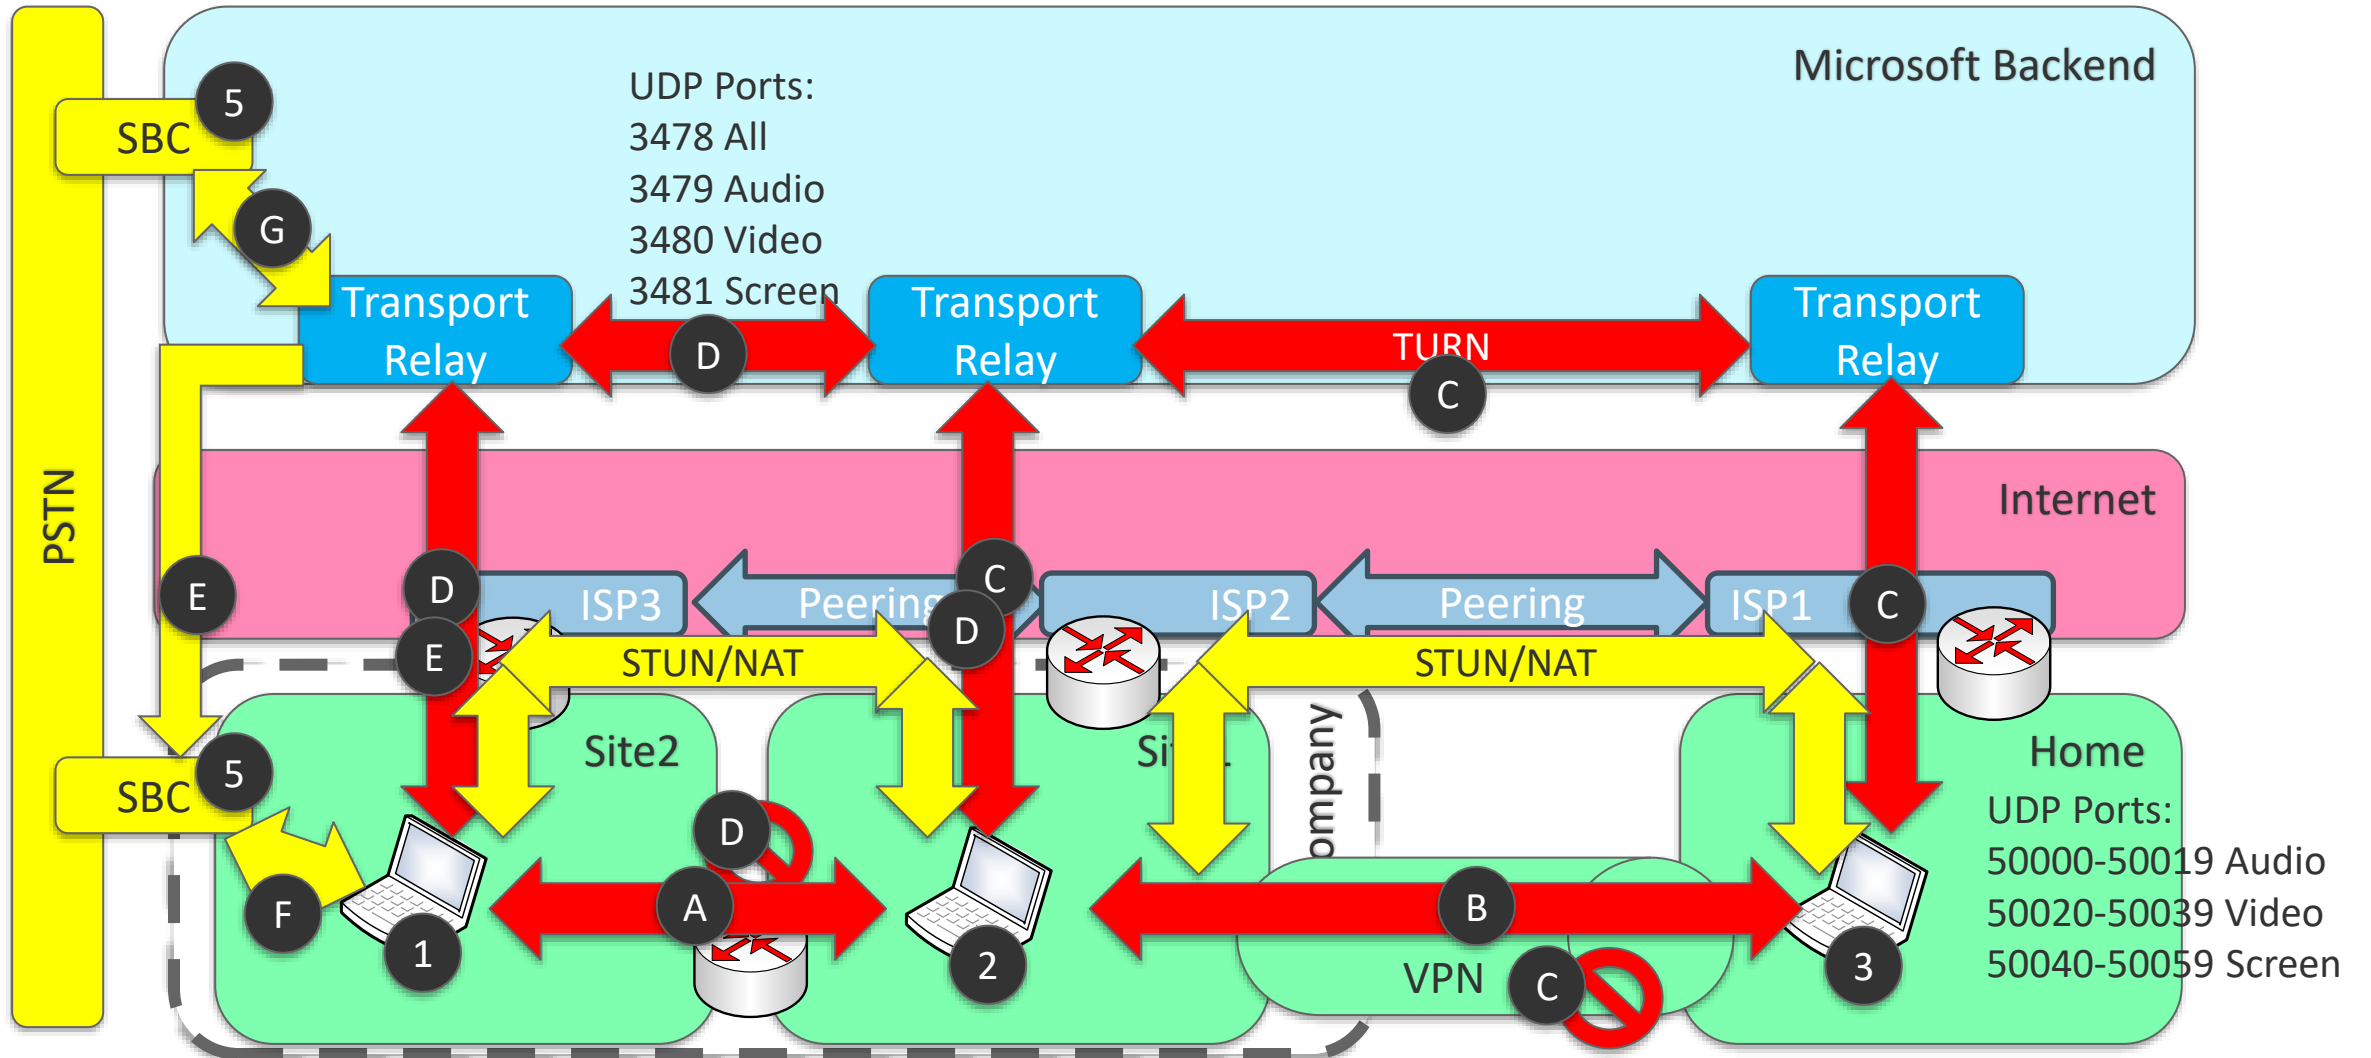 Microsoft Backend
UDP Ports:
3478 All
3479 Audio
3480 Video
3481 Screen
5
SBC
G
Transport
Relay
D
Transport
Relay
TURN
C
Transport
Relay
PSTN
Internet
E
D
E
ISP3
Peering
C
D
ISP2
Peering
ISP1
C
STUN/NAT
STUN/NAT
5
SBC
Site2
Company
Home
UDP Ports:
50000-50019 Audio
50020-50039 Video
50040-50059 Screen
D
F
A
B
1
2
3
VPN
C